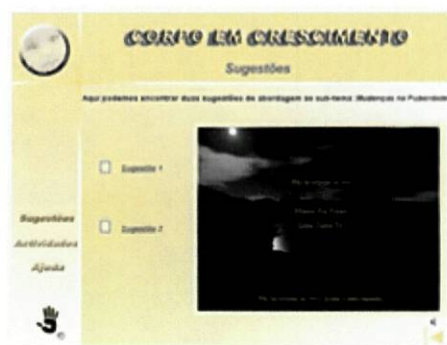 CORPO EM CRESCIMENTO
Sugestões
Aqui podemos encontrar duas sugestões de abordagem ao sub-tema: Mudanças na Puberdade
Sugestão 1
Sugestão 2
Sugestões
Actividades
Ajuda